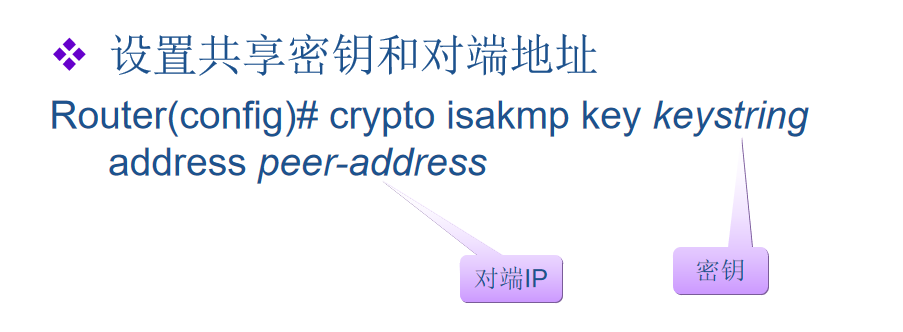 ❖ 设置共享密钥和对端地址
Router(config)# crypto isakmp key keystring
address peer-address
对端IP
密钥